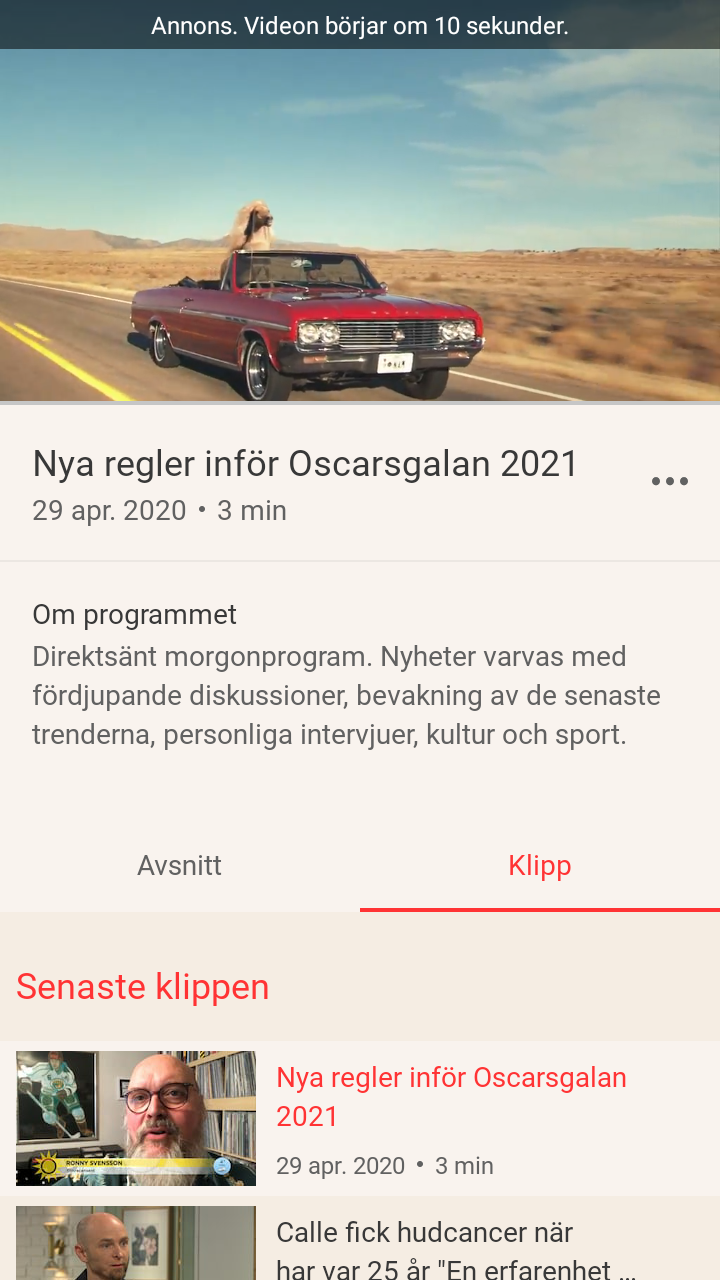 Annons. Videon börjar om 10 sekunder.
Nya regler inför Oscarsgalan 2021
29 apr. 2020 • 3 min
Om programmet
Direktsänt morgonprogram. Nyheter varvas med
fördjupande diskussioner, bevakning av de senaste
trenderna, personliga intervjuer, kultur och sport.
Avsnitt
Klipp
Senaste klippen
Nya regler inför Oscarsgalan
2021
29 apr. 2020 • 3 min
RONNY SVENSSON
Calle fick hudcancer när
han var 25 år "En erfarenhet ...